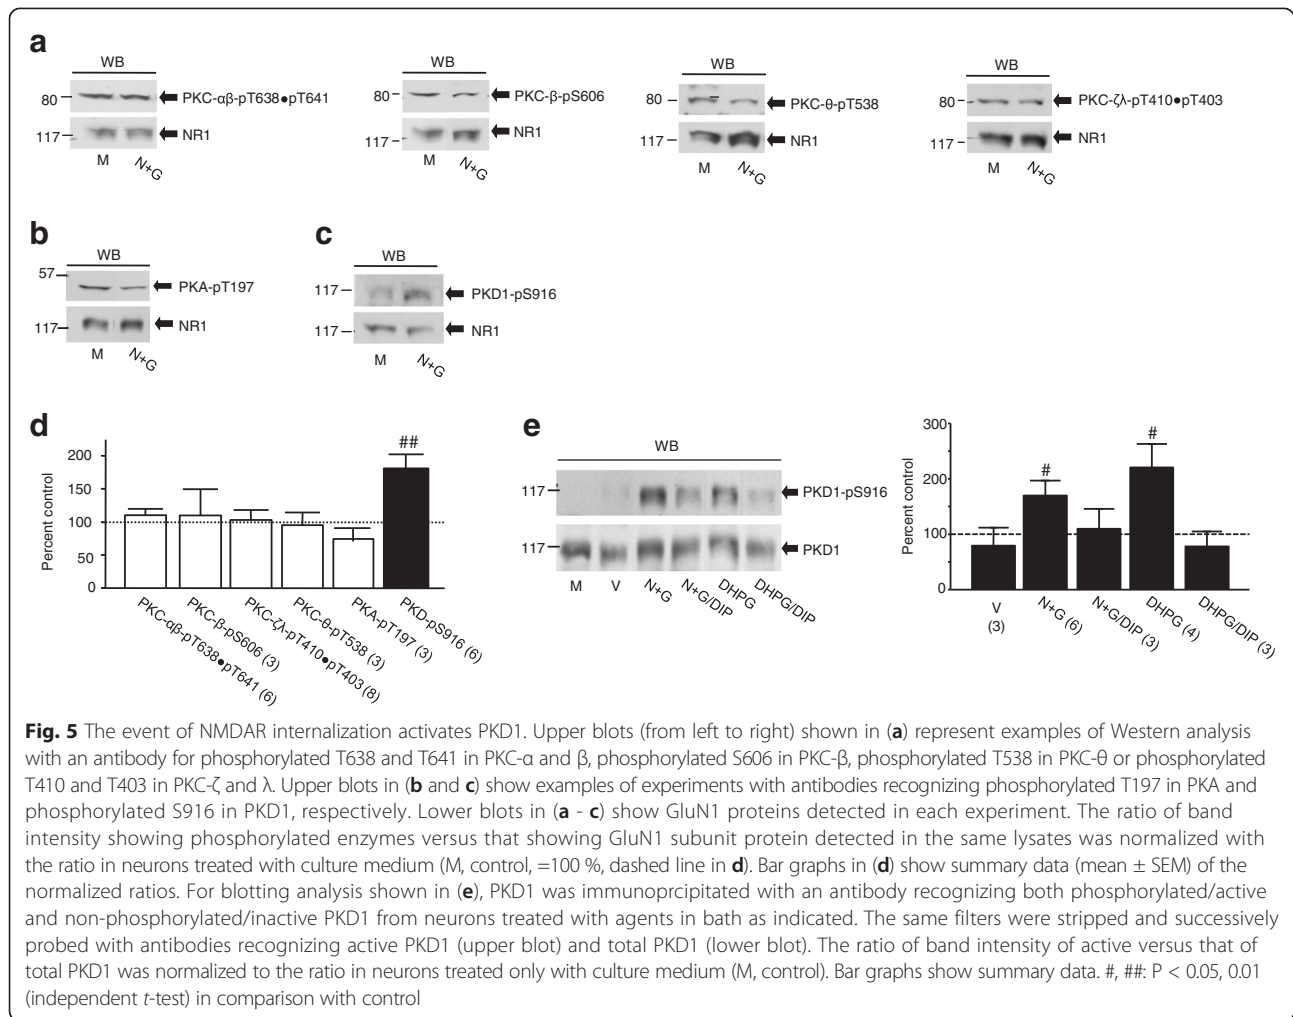 a
WB
80
PKC-αβ-pT638●pT641
117
NR1
M
N+G
WB
80
PKC-β-pS606
117
NR1
M
N+G
WB
80
PKC-θ-pT538
117
NR1
M
N+G
WB
80
PKC-ζλ-pT410●pT403
117
NR1
M
N+G
b
WB
57
PKA-pT197
117
NR1
M
N+G
c
WB
117
PKD1-pS916
117
NR1
M
N+G
d
Percent control
200
150
100
50
0
##
PKC-αβ-pT638●pT641 (6)
PKC-β-pS606 (3)
PKC-ζλ-pT410●pT403 (8)
PKC-θ-pT538 (3)
PKA-pT197 (3)
PKD-pS916 (6)
e
WB
117
PKD1-pS916
117
PKD1
M
V
N+G
N+G/DIP
DHPG
DHPG/DIP
Percent control
300
200
100
0
#
#
V
(3)
N+G (6)
N+G/DIP (3)
DHPG (4)
DHPG/DIP (3)
Fig. 5 The event of NMDAR internalization activates PKD1. Upper blots (from left to right) shown in (a) represent examples of Western analysis
with an antibody for phosphorylated T638 and T641 in PKC-α and β, phosphorylated S606 in PKC-β, phosphorylated T538 in PKC-θ or phosphorylated
T410 and T403 in PKC-ζ and λ. Upper blots in (b and c) show examples of experiments with antibodies recognizing phosphorylated T197 in PKA and
phosphorylated S916 in PKD1, respectively. Lower blots in (a - c) show GluN1 proteins detected in each experiment. The ratio of band
intensity showing phosphorylated enzymes versus that showing GluN1 subunit protein detected in the same lysates was normalized with
the ratio in neurons treated with culture medium (M, control, =100 %, dashed line in d). Bar graphs in (d) show summary data (mean ± SEM) of the
normalized ratios. For blotting analysis shown in (e), PKD1 was immunoprcipitated with an antibody recognizing both phosphorylated/active
and non-phosphorylated/inactive PKD1 from neurons treated with agents in bath as indicated. The same filters were stripped and successively
probed with antibodies recognizing active PKD1 (upper blot) and total PKD1 (lower blot). The ratio of band intensity of active versus that of
total PKD1 was normalized to the ratio in neurons treated only with culture medium (M, control). Bar graphs show summary data. #, ##: P < 0.05, 0.01
(independent t-test) in comparison with control